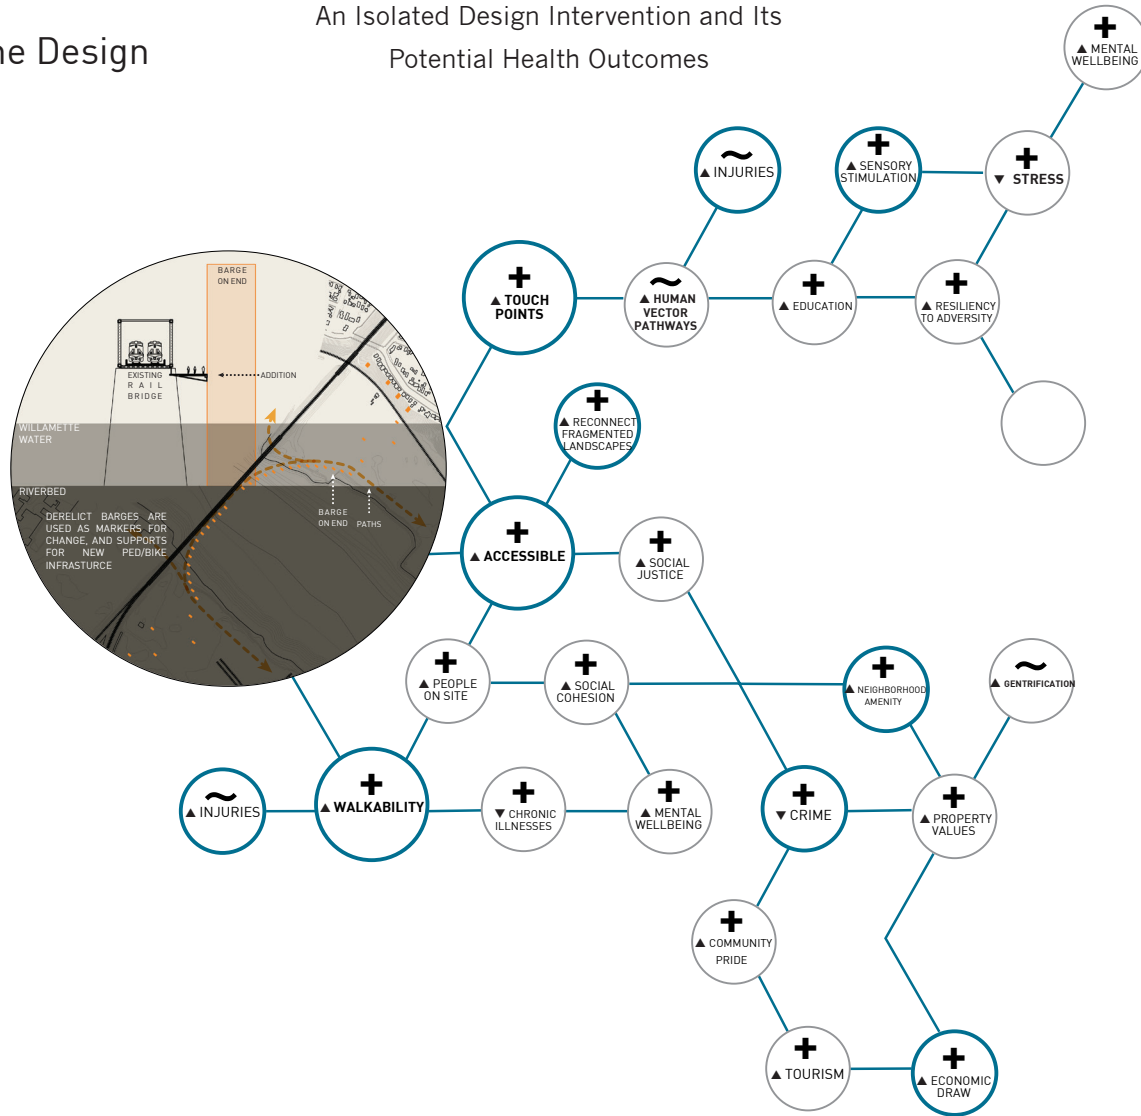 ne Design
An Isolated Design Intervention and Its
Potential Health Outcomes
+
▲ MENTAL
WELLBEING
~
▲ INJURIES
+
▲ SENSORY
STIMULATION
+
▼ STRESS
+
▲ TOUCH
POINTS
~
▲ HUMAN
VECTOR
PATHWAYS
+
▲ EDUCATION
+
▲ RESILIENCY
TO ADVERSITY
BARGE
ON END
EXISTING
RAIL
BRIDGE
ADDITION
WILLAMETTE
WATER
RIVERBED
BARGE
ON END
PATHS
DERELICT BARGES ARE
USED AS MARKERS FOR
CHANGE, AND SUPPORTS
FOR NEW PED/BIKE
INFRASTURCE
+
▲ RECONNECT
FRAGMENTED
LANDSCAPES
+
▲ ACCESSIBLE
+
▲ SOCIAL
JUSTICE
+
▲ PEOPLE
ON SITE
+
▲ SOCIAL
COHESION
+
▲ NEIGHBORHOOD
AMENITY
~
▲ GENTRIFICATION
~
▲ INJURIES
+
▲ WALKABILITY
+
▼ CHRONIC
ILLNESSES
+
▲ MENTAL
WELLBEING
+
▼ CRIME
+
▲ PROPERTY
VALUES
+
▲ COMMUNITY
PRIDE
+
▲ TOURISM
+
▲ ECONOMIC
DRAW